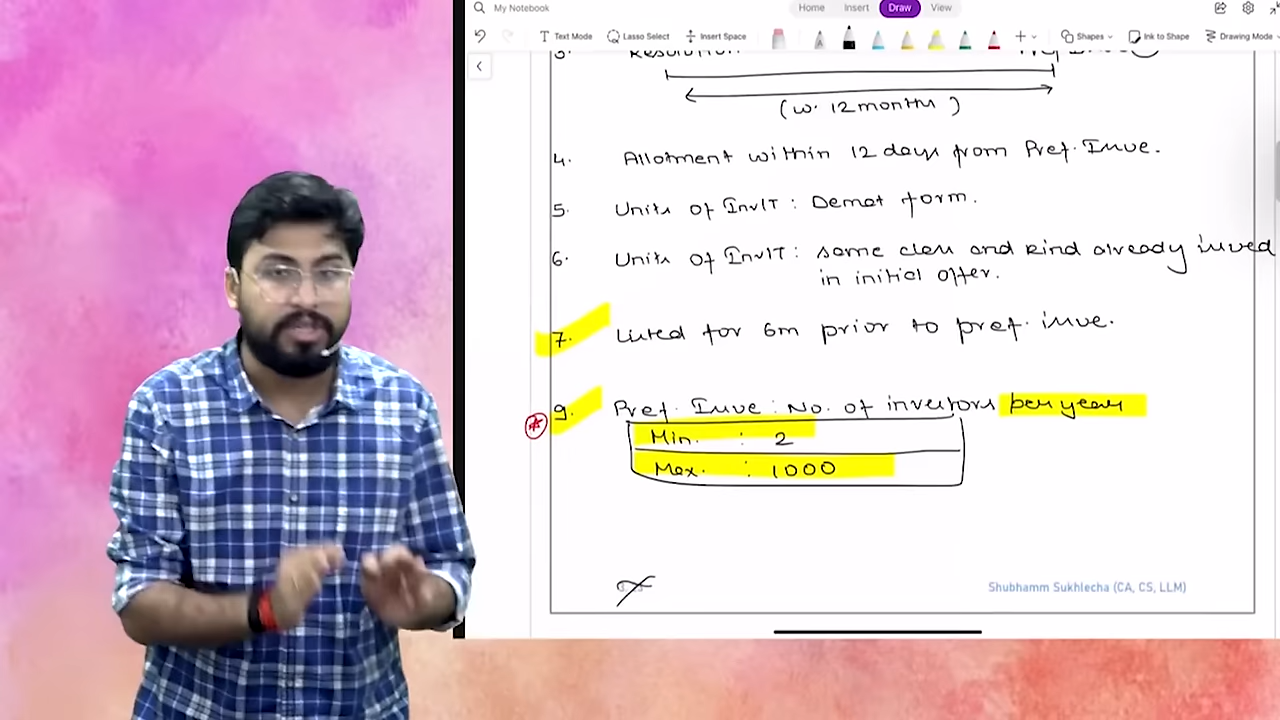 My Notebook
Home Insert Draw View
Text Mode Lasso Select Insert Space Shapes Ink to Shape Drawing Mode
3. Resolution
(w. 12 months)
4. Allotment within 12 days from Pref. Issue.
5. Units of InvIT : Demat form.
6. Units of InvIT : same class and kind already issued
in initial offer.
7. Listed for 6m prior to pref. issue.
9. Pref. Issue : No. of investors per year
Min. : 2
Max. : 1000
Shubhamm Sukhlecha (CA, CS, LLM)